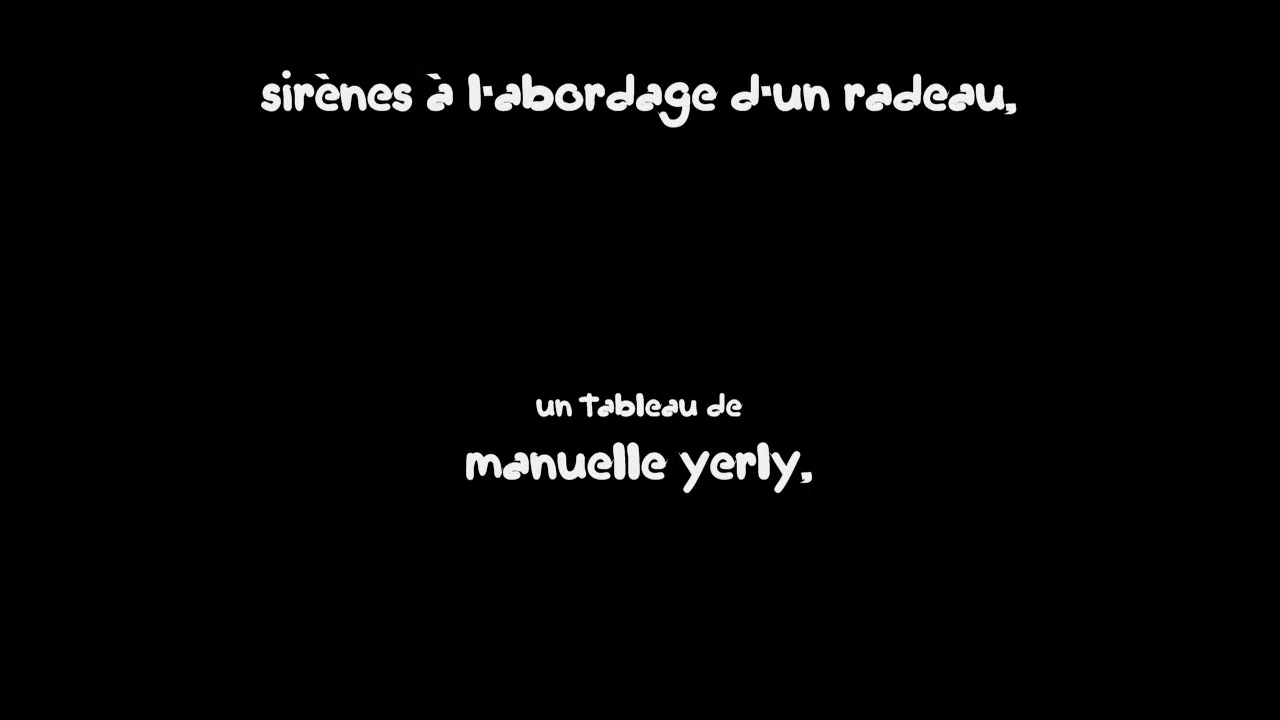 sirènes à l'abordage d'un radeau,
un tableau de
manuelle yerly,